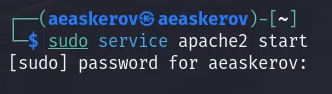 ┌──(aeaskerov㉿aeaskerov)-[~]
└─$ sudo service apache2 start
[sudo] password for aeaskerov: